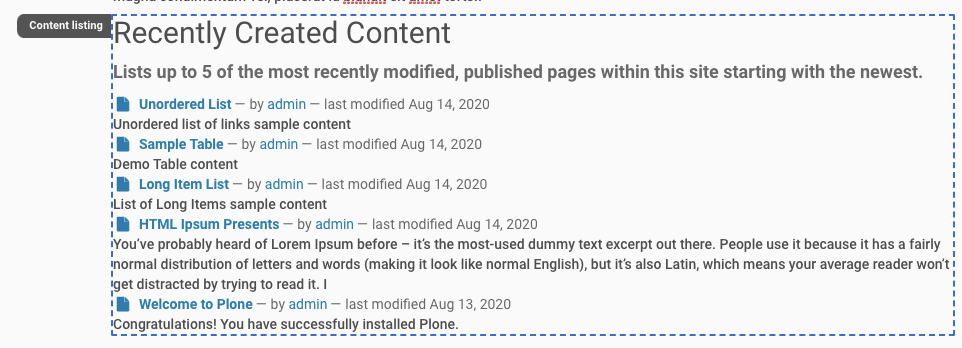 Content listing
Recently Created Content
Lists up to 5 of the most recently modified, published pages within this site starting with the newest.
Unordered List — by admin — last modified Aug 14, 2020
Unordered list of links sample content
Sample Table — by admin — last modified Aug 14, 2020
Demo Table content
Long Item List — by admin — last modified Aug 14, 2020
List of Long Items sample content
HTML Ipsum Presents — by admin — last modified Aug 14, 2020
You've probably heard of Lorem Ipsum before – it's the most-used dummy text excerpt out there. People use it because it has a fairly
normal distribution of letters and words (making it look like normal English), but it's also Latin, which means your average reader won't
get distracted by trying to read it. I
Welcome to Plone — by admin — last modified Aug 13, 2020
Congratulations! You have successfully installed Plone.